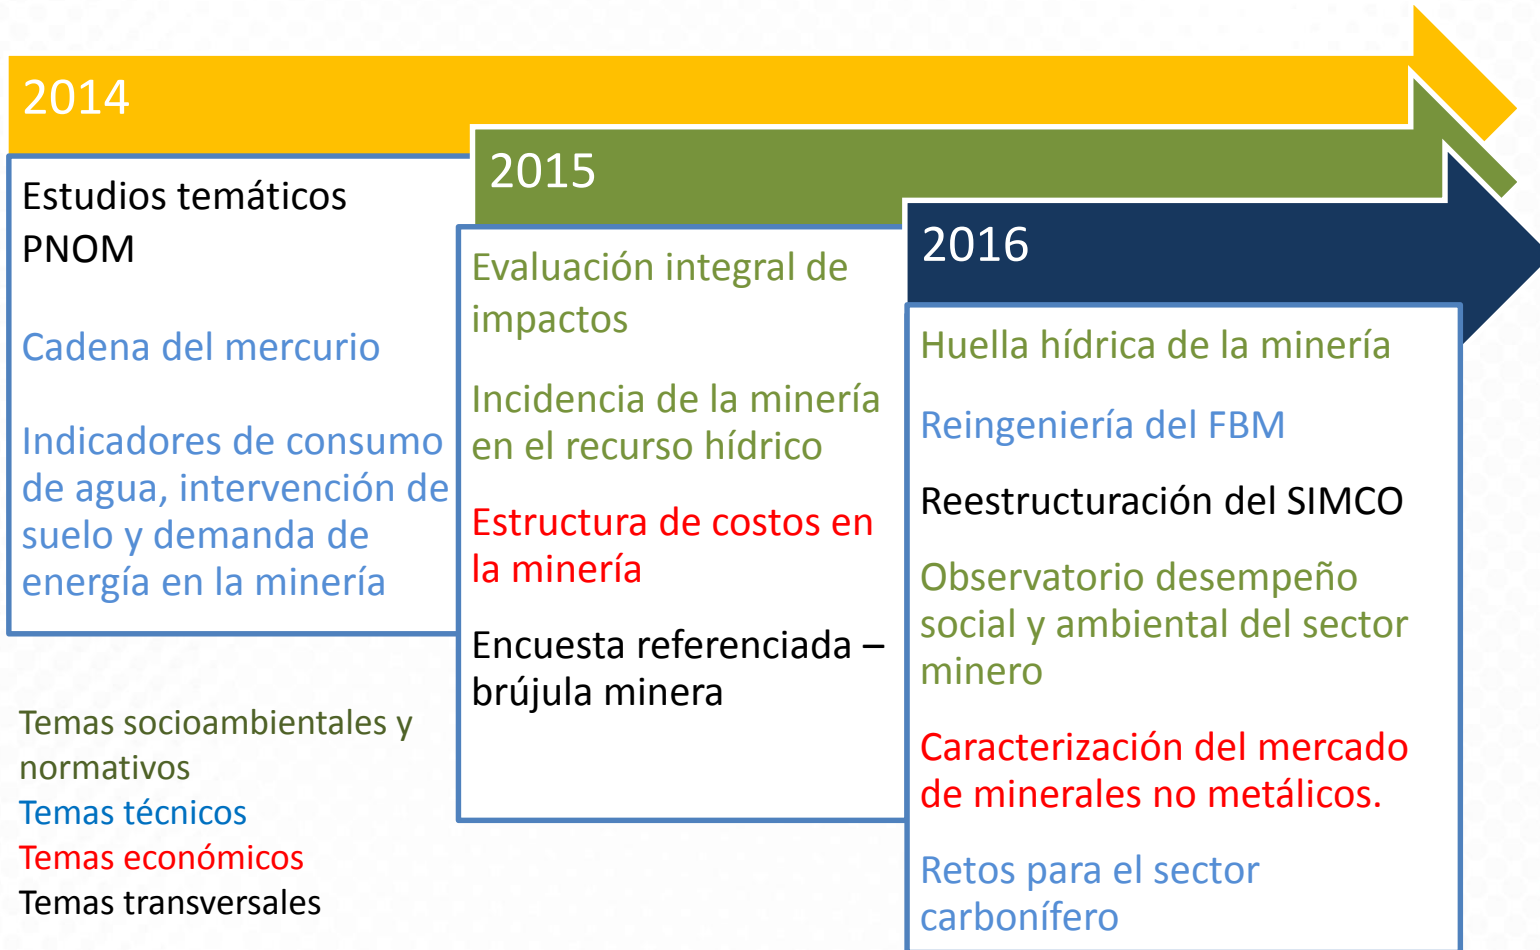 2014
Estudios temáticos
PNOM
Cadena del mercurio
Indicadores de consumo
de agua, intervención de
suelo y demanda de
energía en la minería
2015
Evaluación integral de
impactos
Incidencia de la minería
en el recurso hídrico
Estructura de costos en
la minería
Encuesta referenciada –
brújula minera
2016
Huella hídrica de la minería
Reingeniería del FBM
Reestructuración del SIMCO
Observatorio desempeño
social y ambiental del sector
minero
Caracterización del mercado
de minerales no metálicos.
Retos para el sector
carbonífero
Temas socioambientales y
normativos
Temas técnicos
Temas económicos
Temas transversales